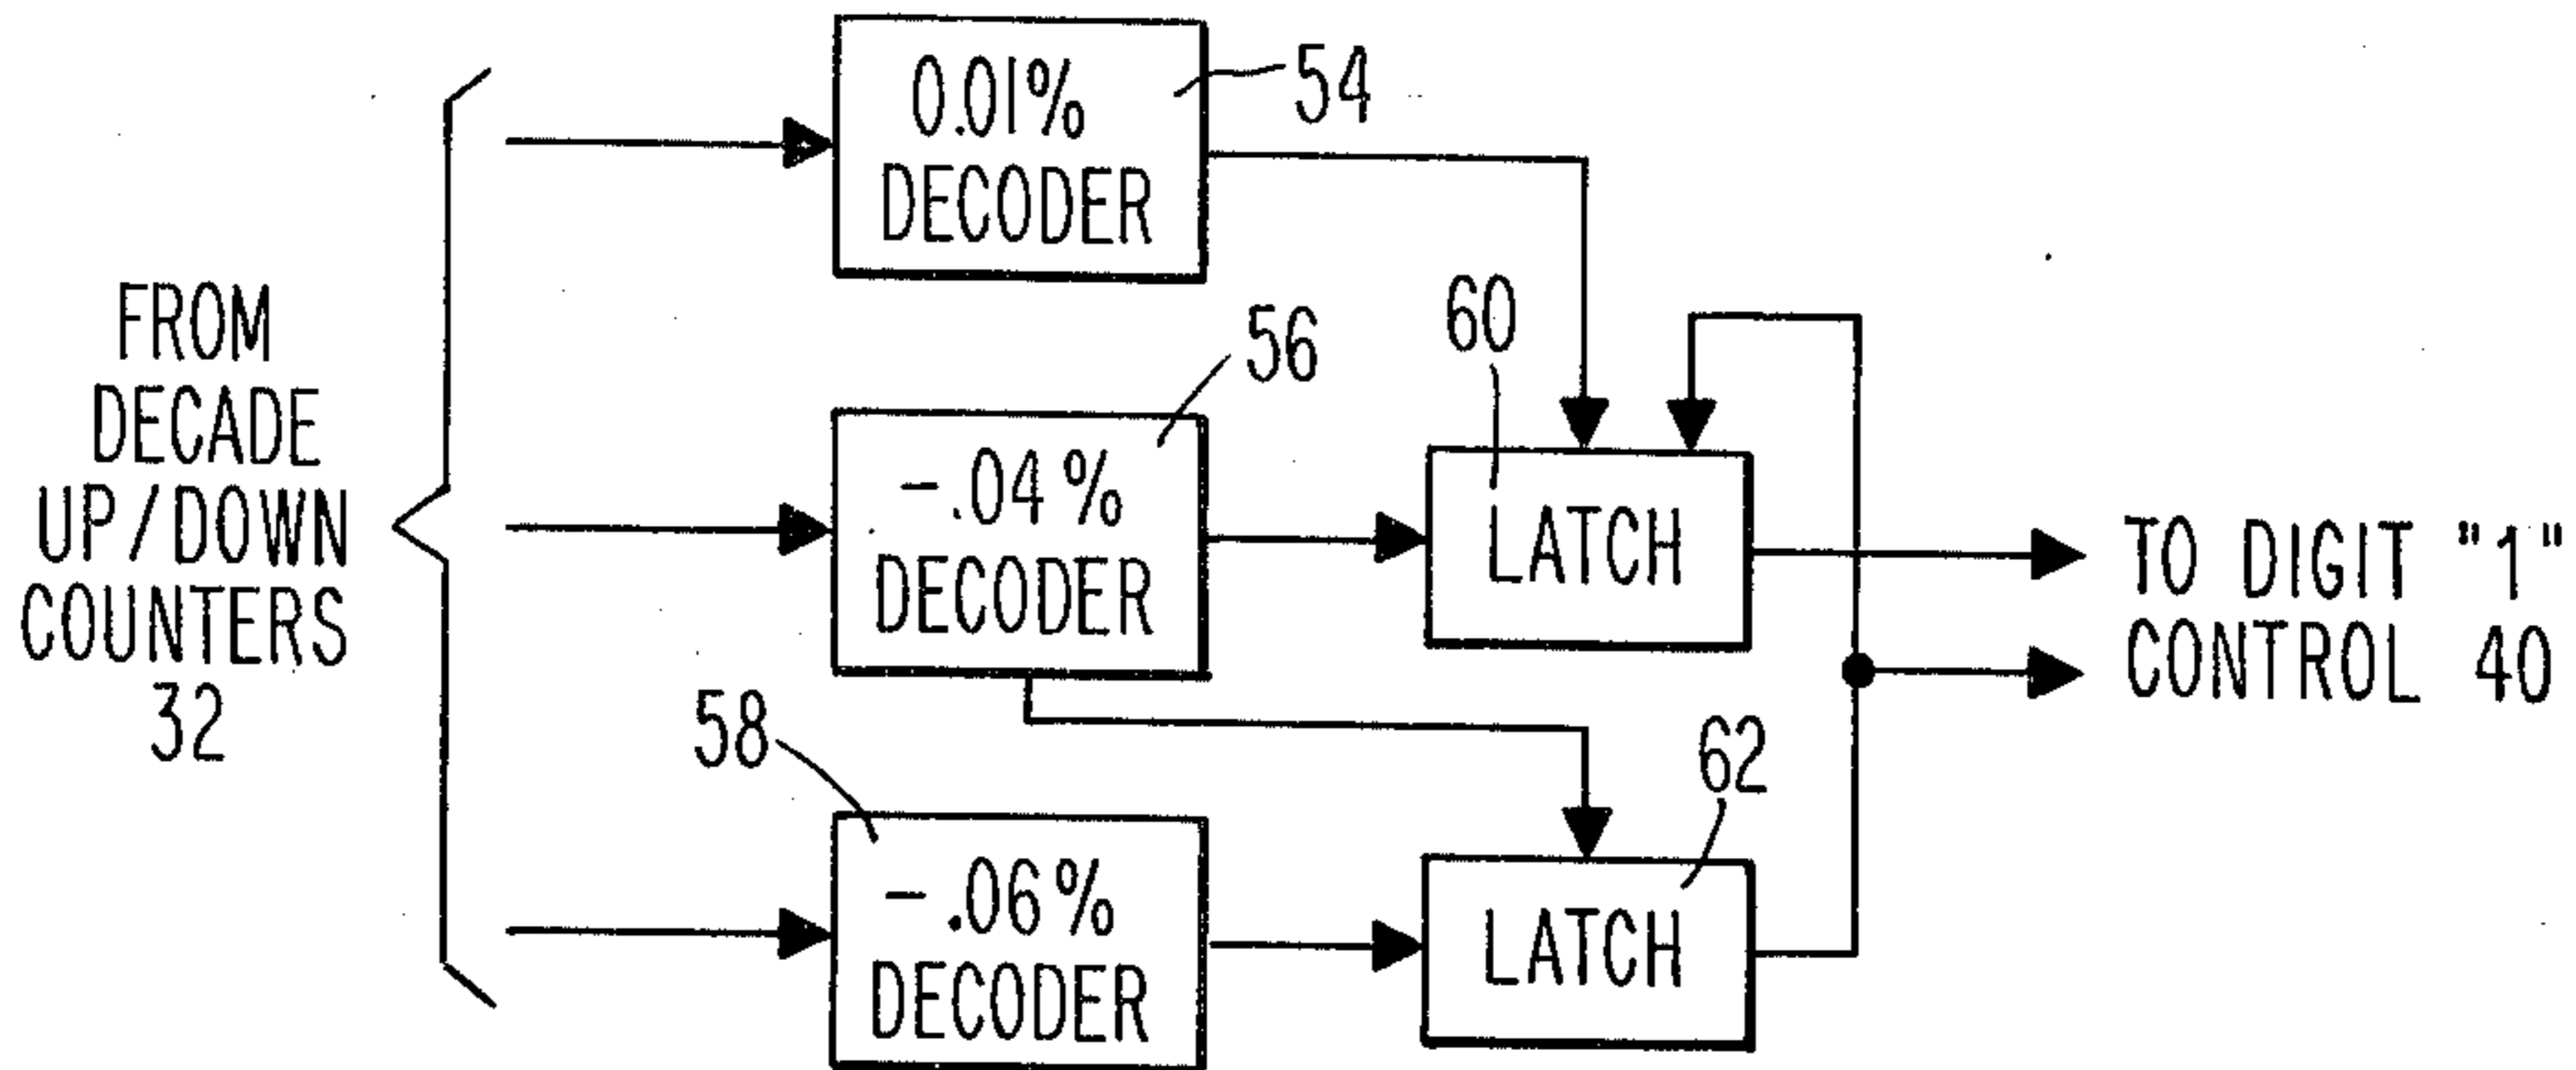 FROM
DECADE
UP/DOWN
COUNTERS
32
0.01%
DECODER
54
-.04%
DECODER
56
-.06%
DECODER
58
LATCH
60
LATCH
62
TO DIGIT "1"
CONTROL 40